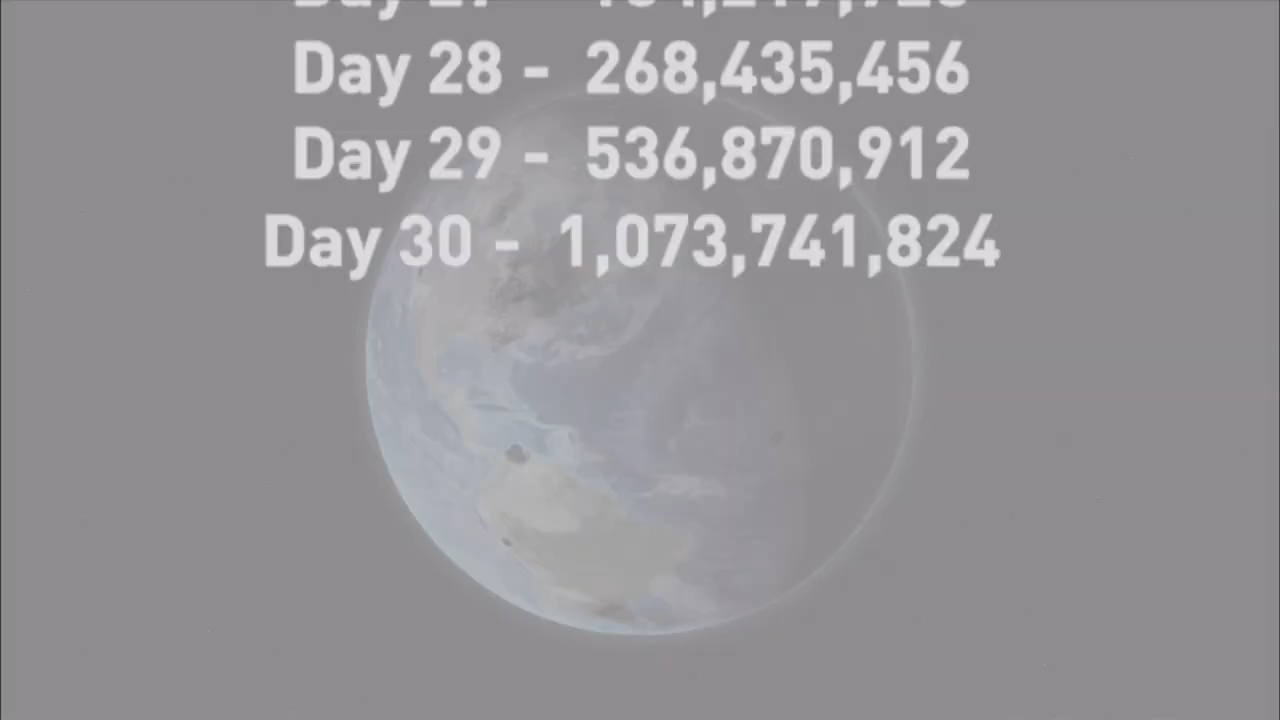 Day 28 - 268,435,456
Day 29 - 536,870,912
Day 30 - 1,073,741,824